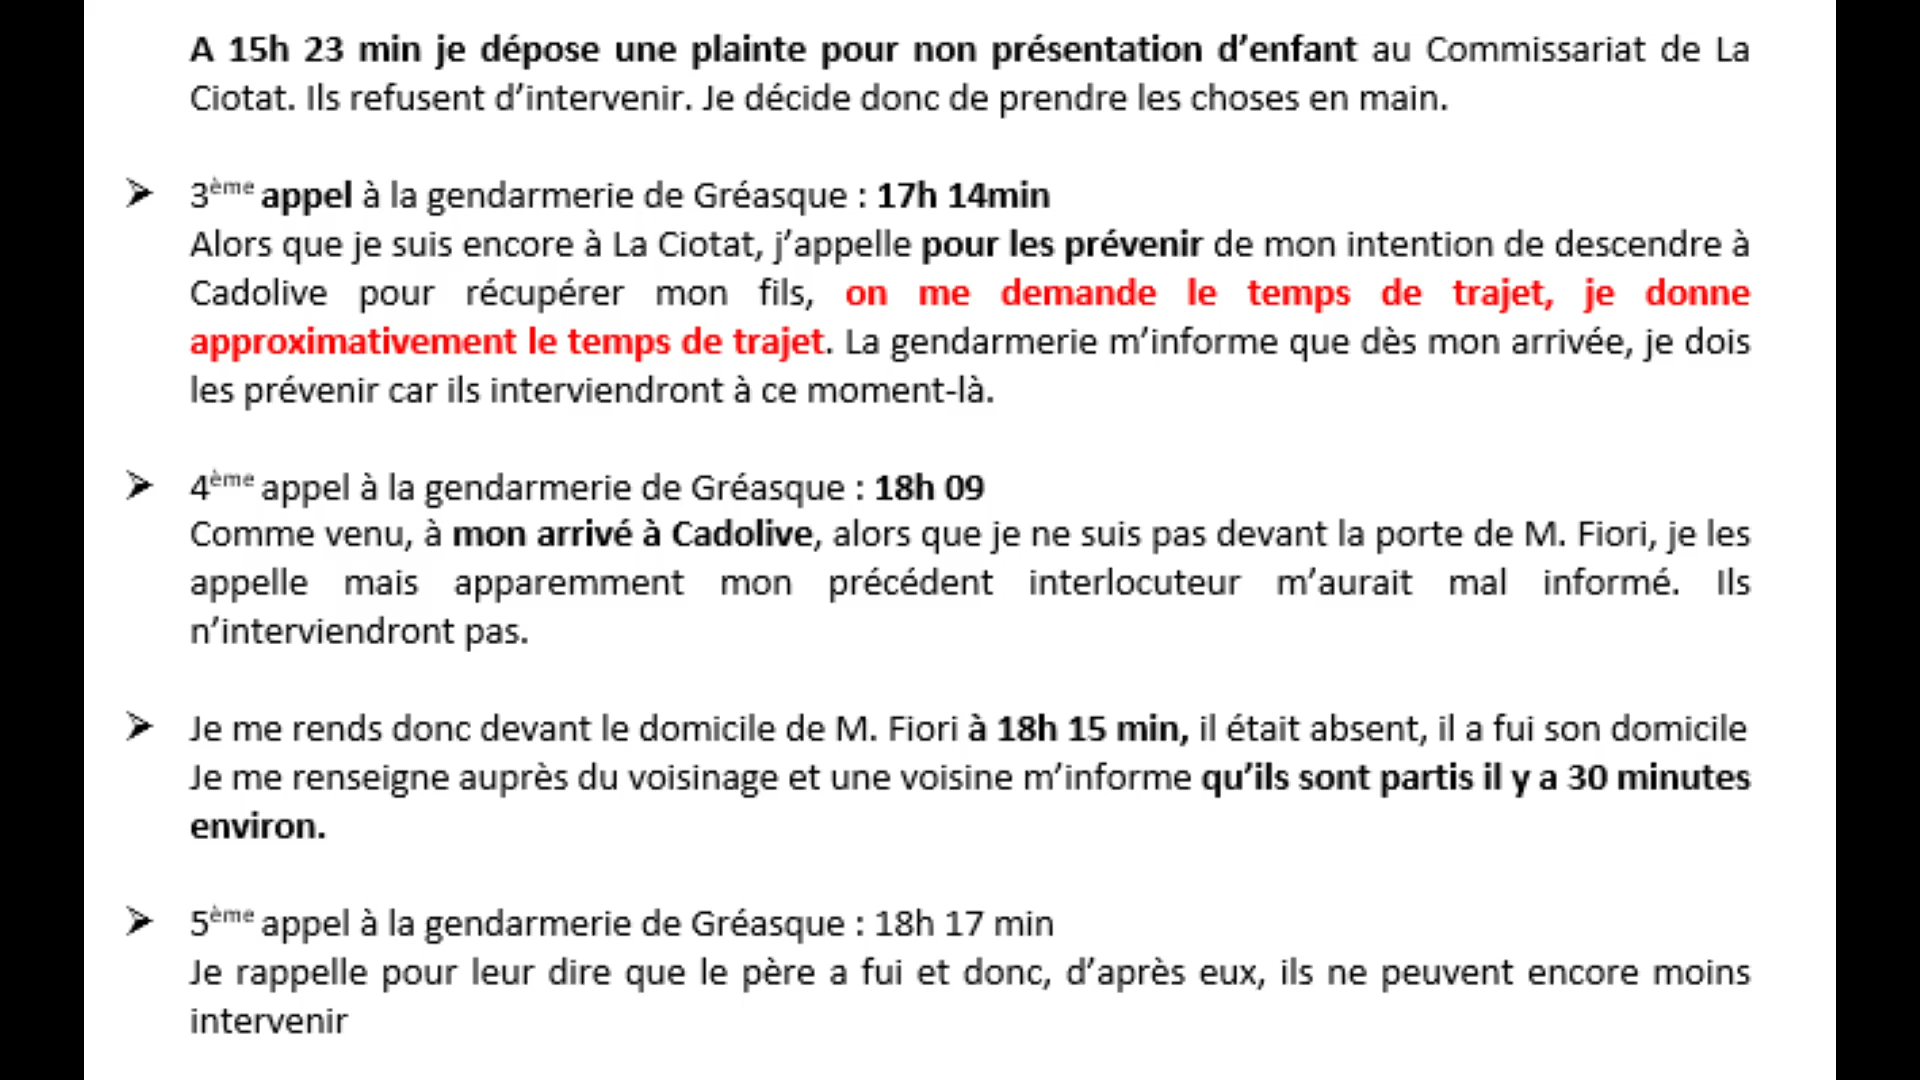 A 15h 23 min je dépose une plainte pour non présentation d’enfant au Commissariat de La
Ciotat. Ils refusent d’intervenir. Je décide donc de prendre les choses en main.
➢ 3ème appel à la gendarmerie de Gréasque : 17h 14min
Alors que je suis encore à La Ciotat, j’appelle pour les prévenir de mon intention de descendre à
Cadolive pour récupérer mon fils, on me demande le temps de trajet, je donne
approximativement le temps de trajet. La gendarmerie m’informe que dès mon arrivée, je dois
les prévenir car ils interviendront à ce moment-là.
➢ 4ème appel à la gendarmerie de Gréasque : 18h 09
Comme venu, à mon arrivé à Cadolive, alors que je ne suis pas devant la porte de M. Fiori, je les
appelle mais apparemment mon précédent interlocuteur m’aurait mal informé. Ils
n’interviendront pas.
➢ Je me rends donc devant le domicile de M. Fiori à 18h 15 min, il était absent, il a fui son domicile
Je me renseigne auprès du voisinage et une voisine m’informe qu’ils sont partis il y a 30 minutes
environ.
➢ 5ème appel à la gendarmerie de Gréasque : 18h 17 min
Je rappelle pour leur dire que le père a fui et donc, d’après eux, ils ne peuvent encore moins
intervenir